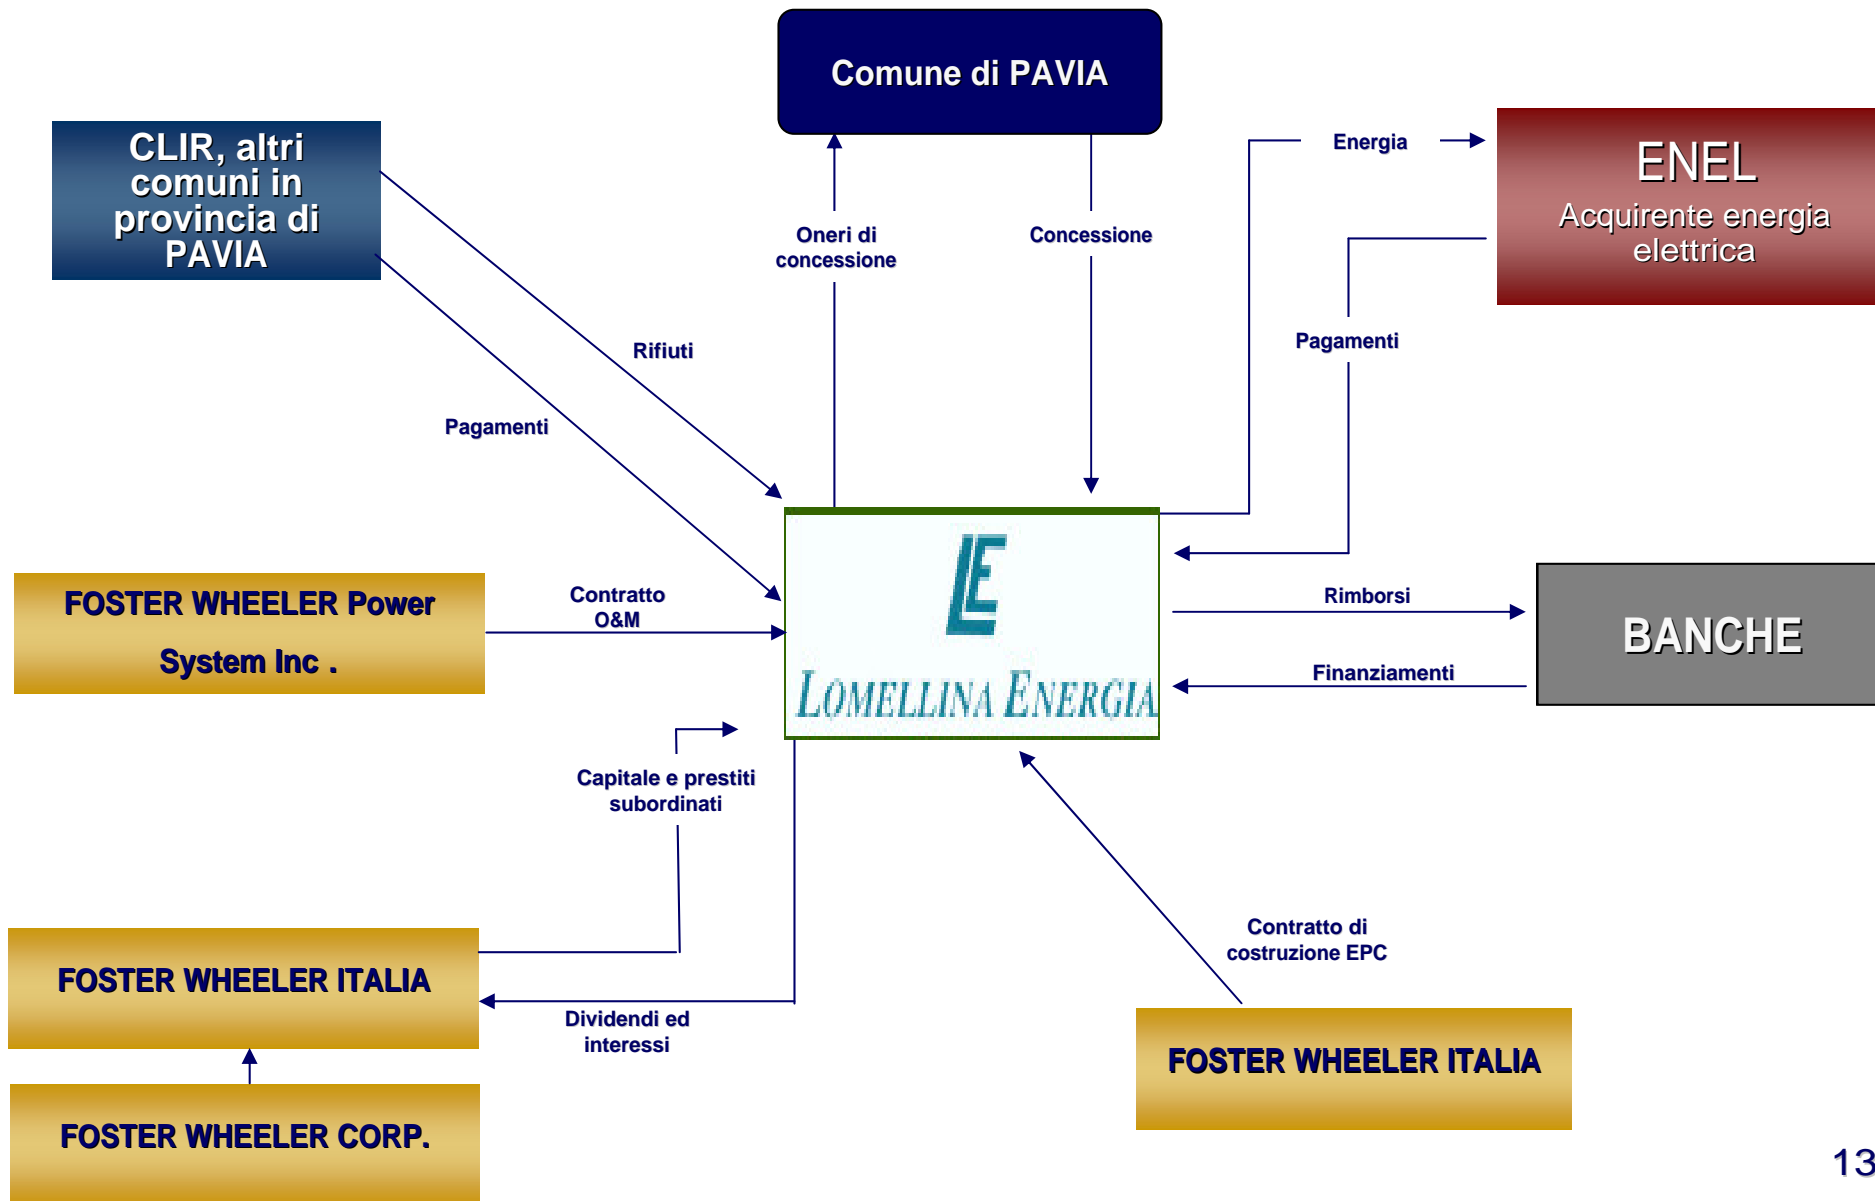 Comune di PAVIA
CLIR, altri
comuni in
provincia di
PAVIA
Energia
ENEL
Acquirente energia
elettrica
Oneri di
concessione
Concessione
Rifiuti
Pagamenti
Pagamenti
FOSTER WHEELER Power
System Inc .
Contratto
O&M
LE
LOMELLINA ENERGIA
Rimborsi
Finanziamenti
BANCHE
Capitale e prestiti
subordinati
Contratto di
costruzione EPC
FOSTER WHEELER ITALIA
Dividendi ed
interessi
FOSTER WHEELER ITALIA
FOSTER WHEELER CORP.
13